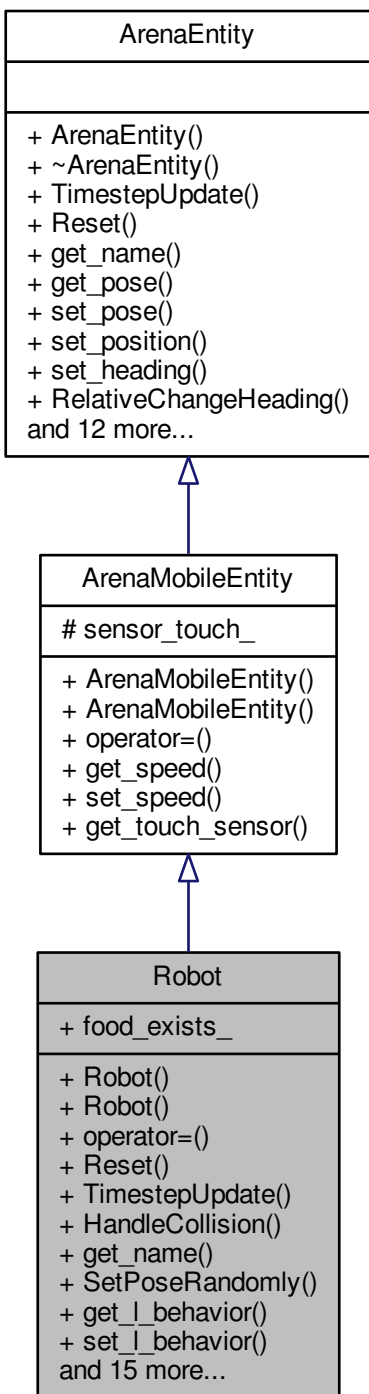 ArenaEntity
+ ArenaEntity()
+ ~ArenaEntity()
+ TimestepUpdate()
+ Reset()
+ get_name()
+ get_pose()
+ set_pose()
+ set_position()
+ set_heading()
+ RelativeChangeHeading()
and 12 more...
ArenaMobileEntity
# sensor_touch_
+ ArenaMobileEntity()
+ ArenaMobileEntity()
+ operator=()
+ get_speed()
+ set_speed()
+ get_touch_sensor()
Robot
+ food_exists_
+ Robot()
+ Robot()
+ operator=()
+ Reset()
+ TimestepUpdate()
+ HandleCollision()
+ get_name()
+ SetPoseRandomly()
+ get_l_behavior()
+ set_l_behavior()
and 15 more...